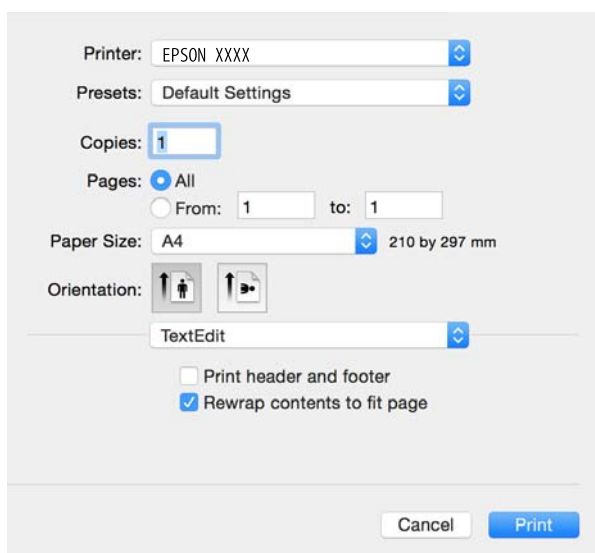 Printer: EPSON XXXX
Presets: Default Settings
Copies: 1
Pages: All
From: 1 to: 1
Paper Size: A4 210 by 297 mm
Orientation:
TextEdit
Print header and footer
Rewrap contents to fit page
Cancel Print